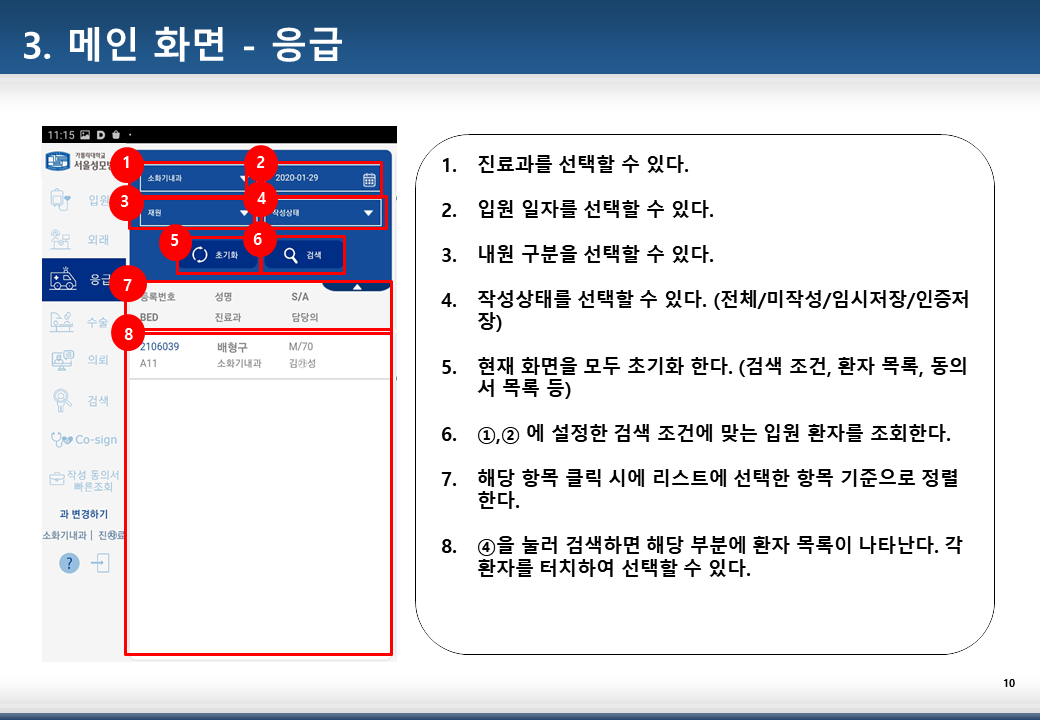 3. 메인 화면 - 응급
11:15
가톨릭대학교
서울성모병
1
2
소화기내과
2020-01-29
입원
3
4
재원
작성상태
외래
5
6
초기화
검색
응급
7
등록번호
성명
S/A
BED
진료과
담당의
수술
8
2106039
배형구
M/70
A11
소화기내과
김㉮성
의뢰
검색
Co-sign
작성 동의서
빠른조회
과 변경하기
소화기내과 | 진㉮료
?
1. 진료과를 선택할 수 있다.
2. 입원 일자를 선택할 수 있다.
3. 내원 구분을 선택할 수 있다.
4. 작성상태를 선택할 수 있다. (전체/미작성/임시저장/인증저
장)
5. 현재 화면을 모두 초기화 한다. (검색 조건, 환자 목록, 동의
서 목록 등)
6. ①,② 에 설정한 검색 조건에 맞는 입원 환자를 조회한다.
7. 해당 항목 클릭 시에 리스트에 선택한 항목 기준으로 정렬
한다.
8. ④을 눌러 검색하면 해당 부분에 환자 목록이 나타난다. 각
환자를 터치하여 선택할 수 있다.
10